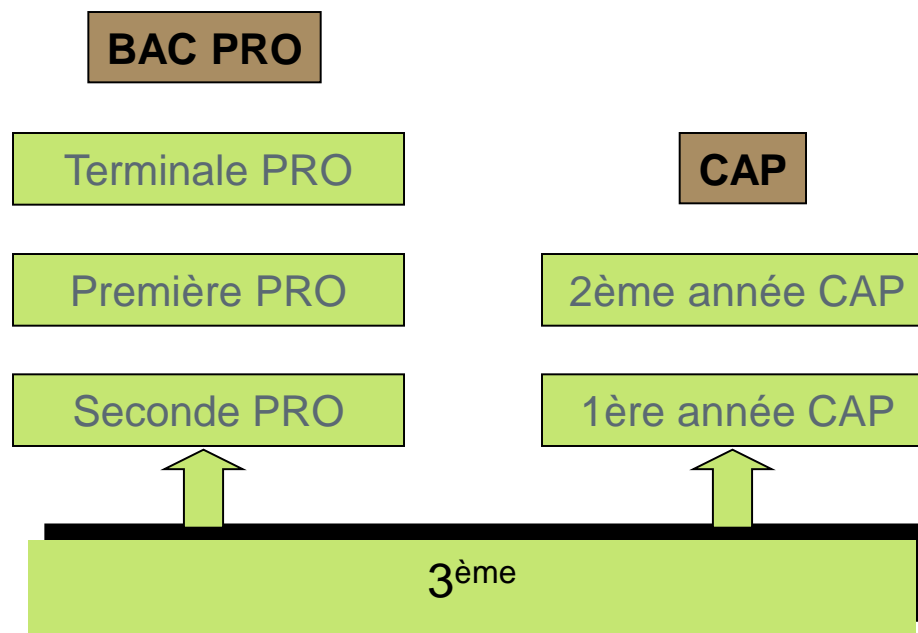 BAC PRO
Terminale PRO
Première PRO
Seconde PRO
CAP
2ème année CAP
1ère année CAP
3ème